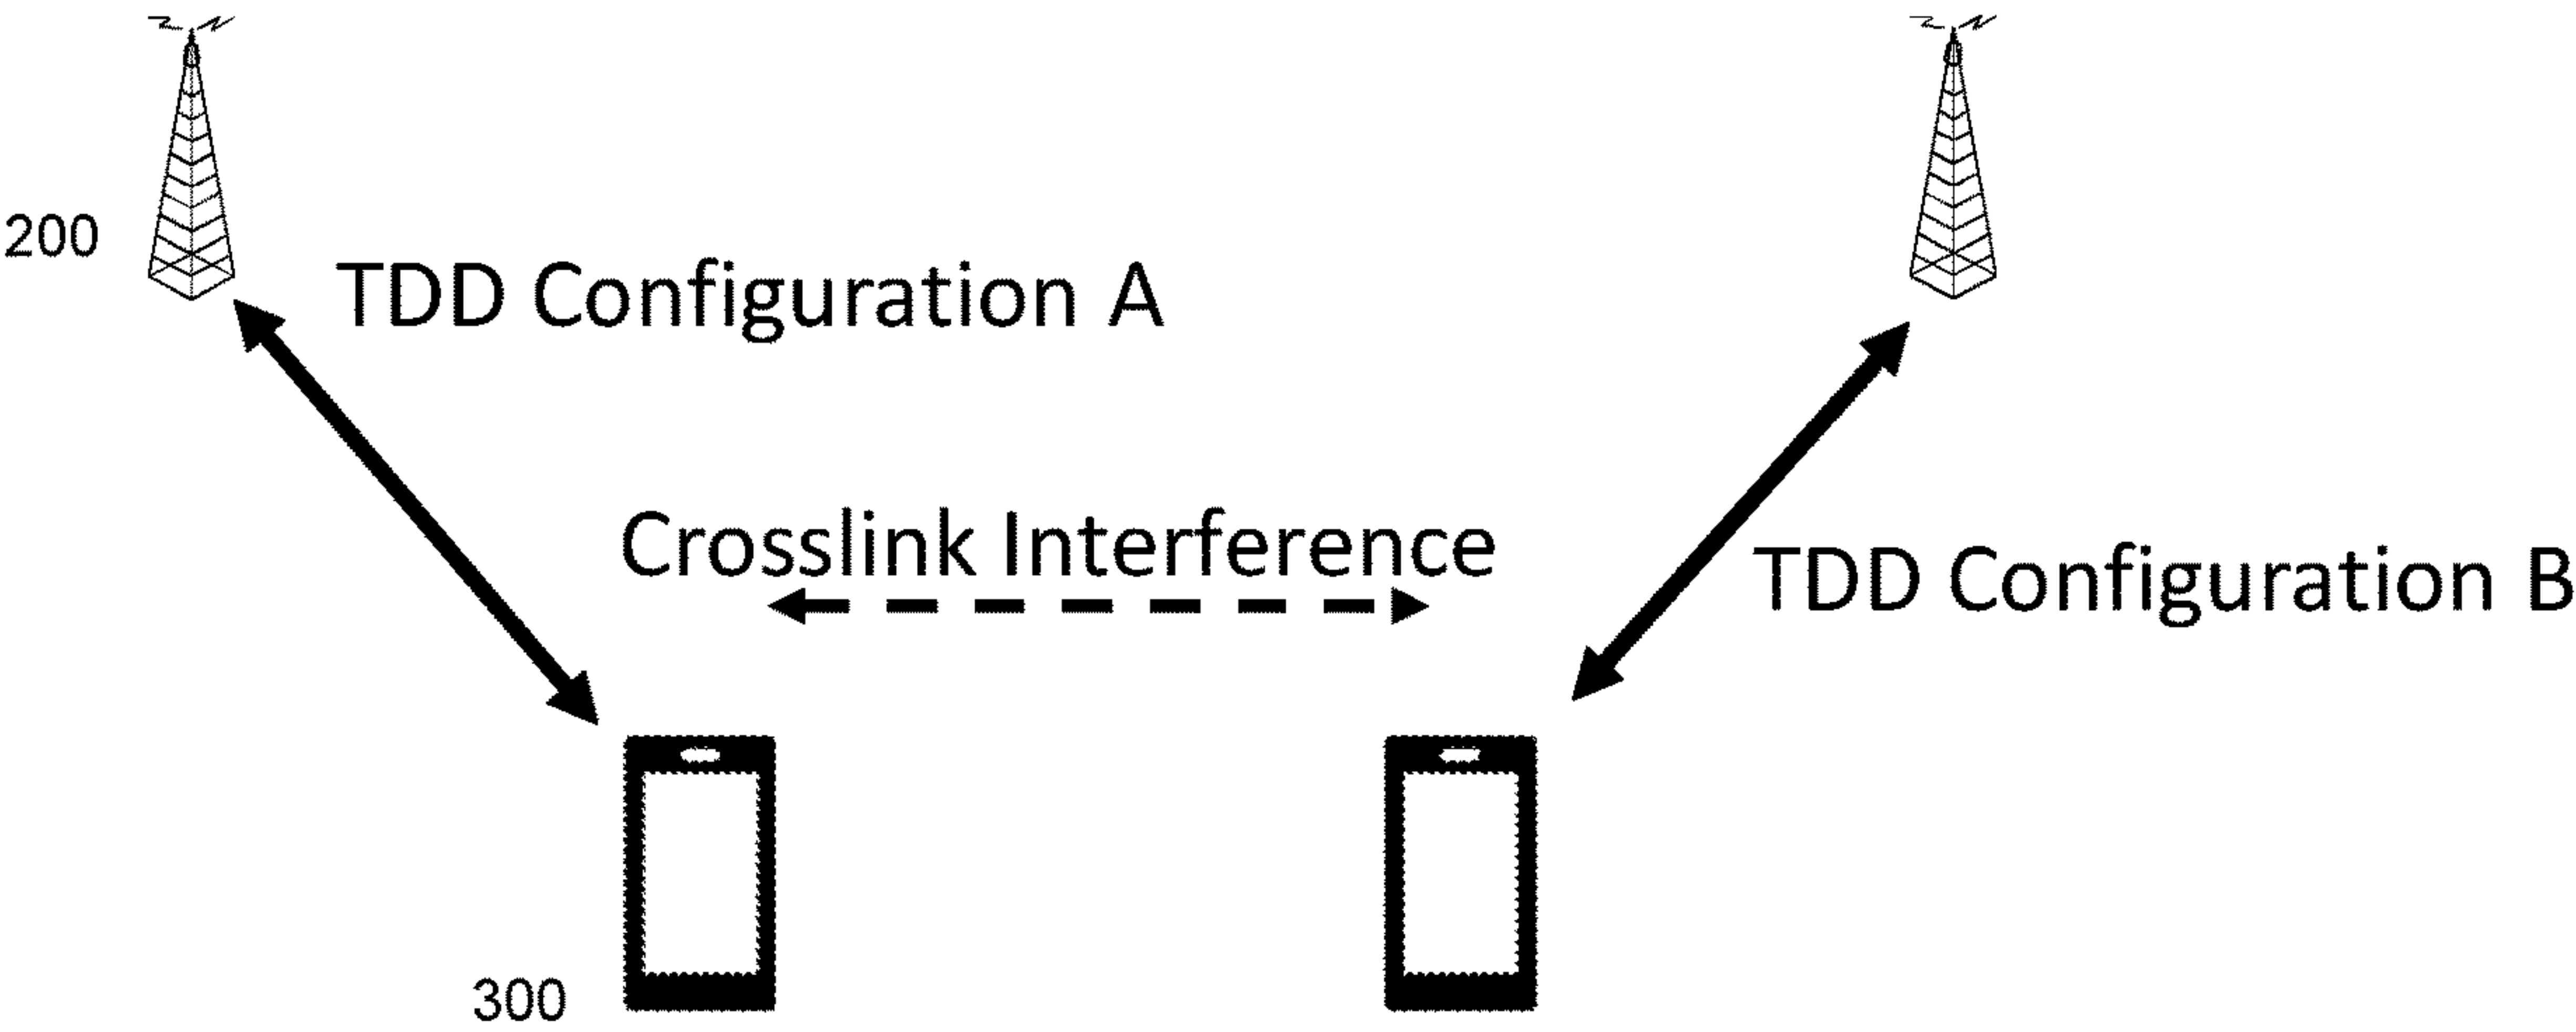 200
TDD Configuration A
Crosslink Interference
TDD Configuration B
300